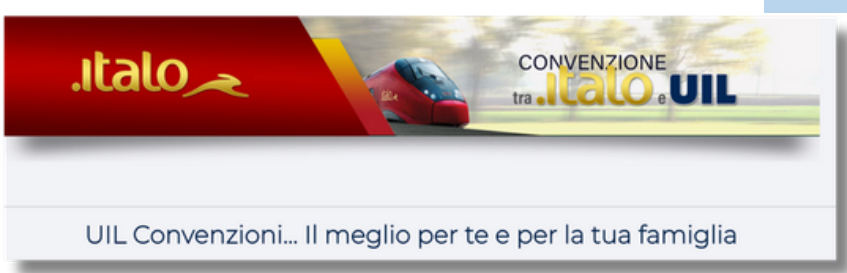 .italo
CONVENZIONE
tra .italo e UIL
UIL Convenzioni... Il meglio per te e per la tua famiglia